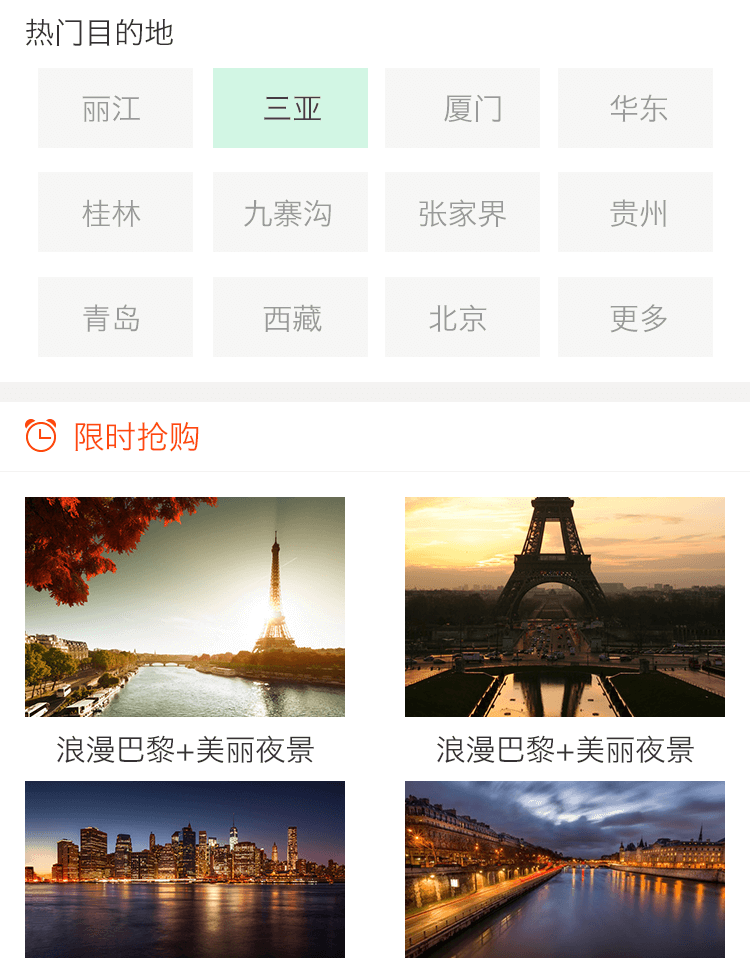 热门目的地
丽江 三亚 厦门 华东
桂林 九寨沟 张家界 贵州
青岛 西藏 北京 更多
限时抢购
浪漫巴黎+美丽夜景 浪漫巴黎+美丽夜景